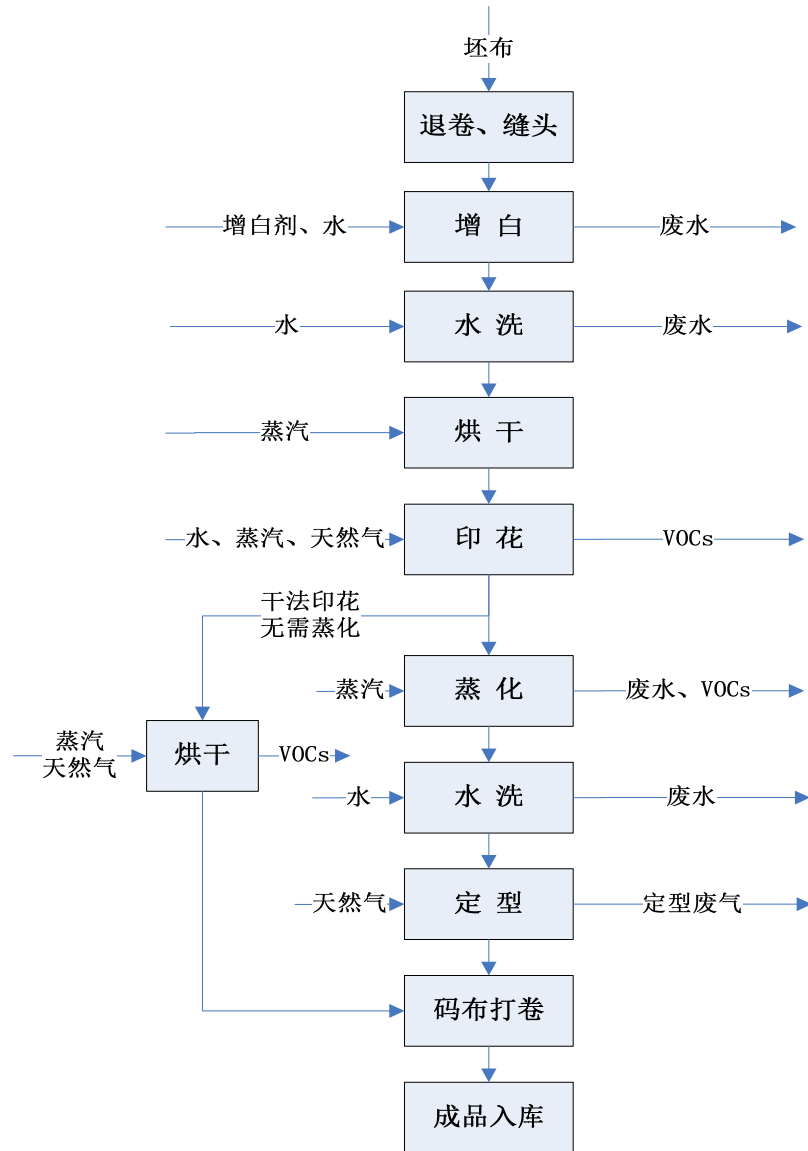 坯布
退卷、缝头
增白剂、水
增 白
废水
水
水 洗
废水
蒸汽
烘 干
水、蒸汽、天然气
印 花
VOCs
干法印花
无需蒸化
蒸汽
蒸 化
废水、VOCs
蒸汽
天然气
烘干
VOCs
水
水 洗
废水
天然气
定 型
定型废气
码布打卷
成品入库